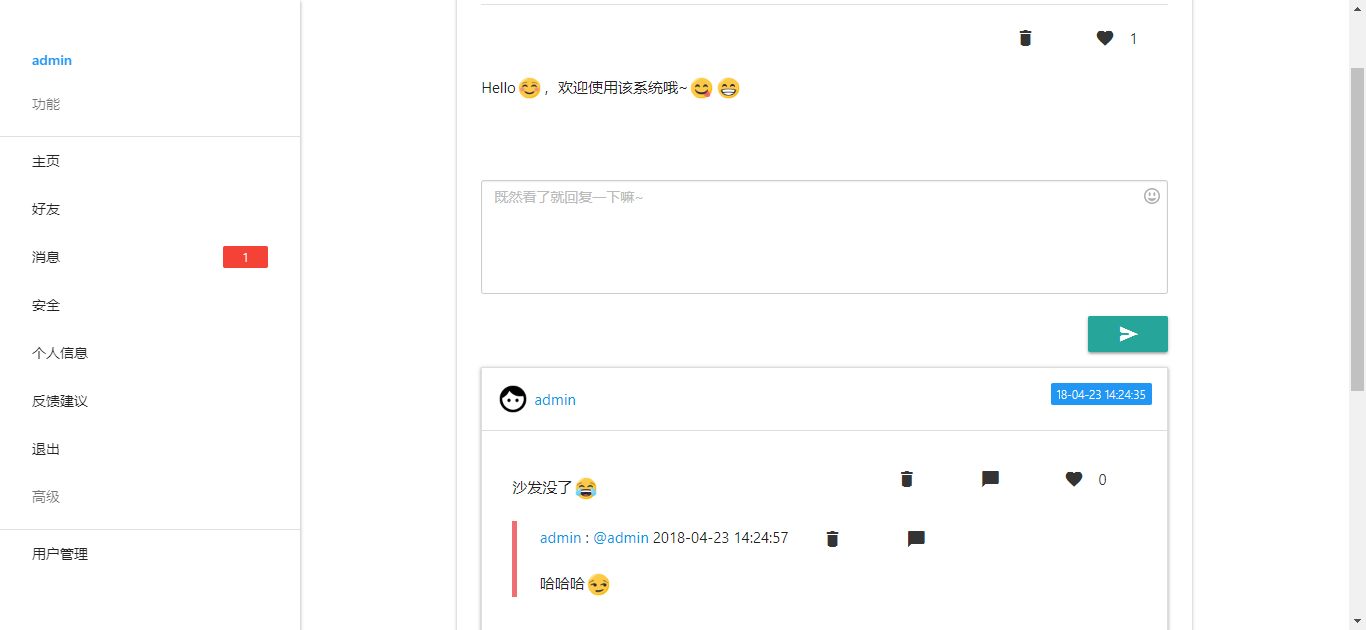 admin
功能
主页
好友
消息 1
安全
个人信息
反馈建议
退出
高级
用户管理
1
Hello😊，欢迎使用该系统哦~😋😁
既然看了就回复一下嘛~
admin 18-04-23 14:24:35
0
沙发没了😂
admin : @admin 2018-04-23 14:24:57
哈哈哈😏